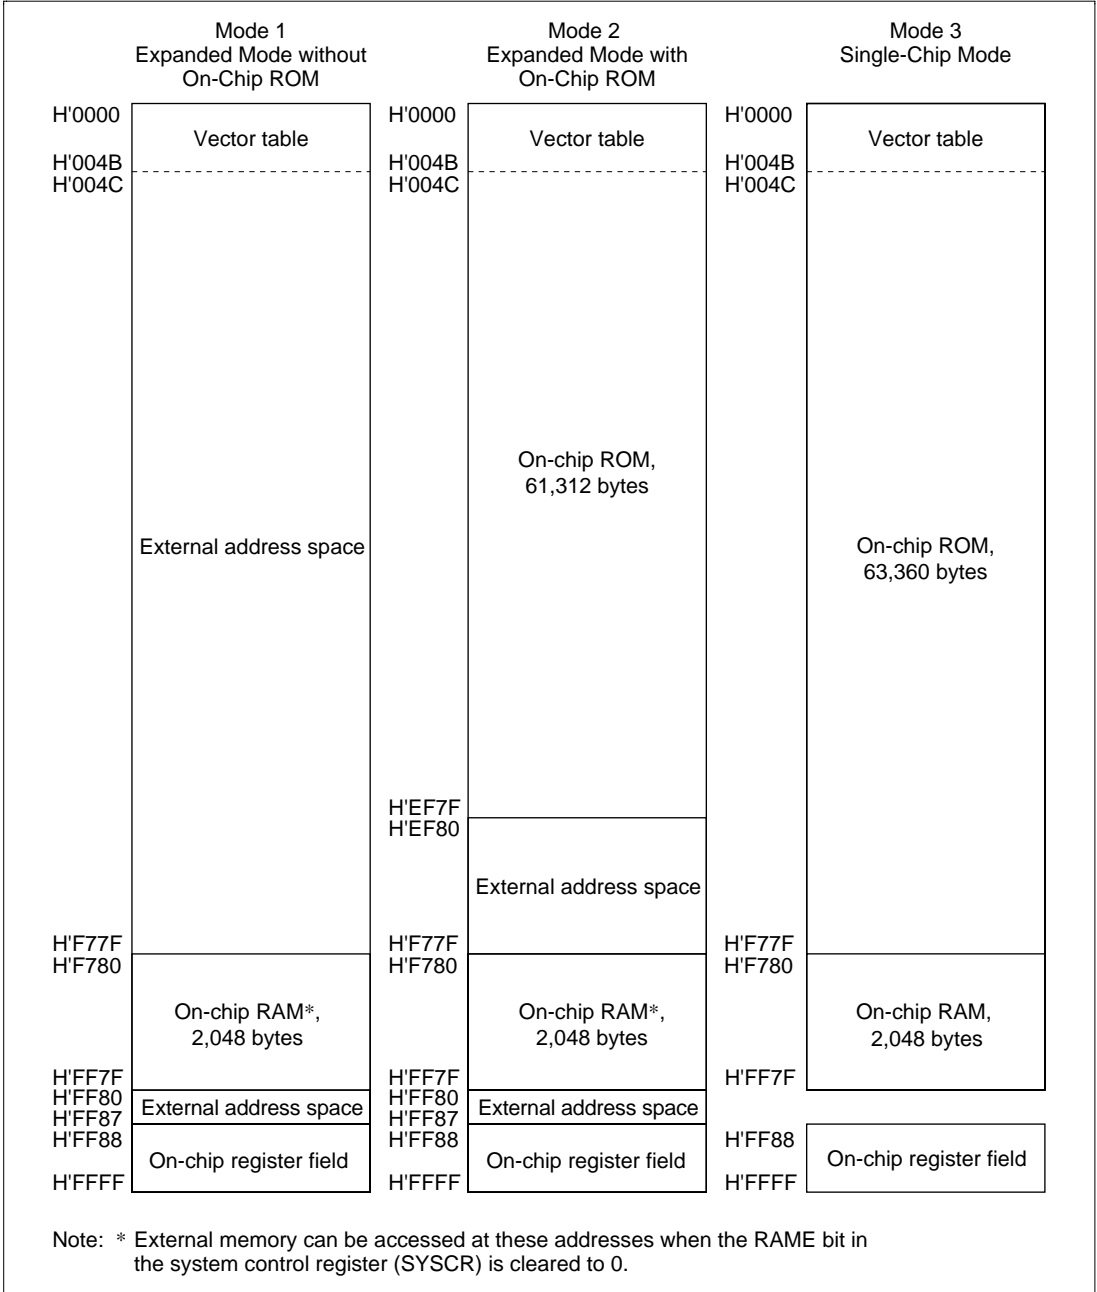 Mode 1
Expanded Mode without
On-Chip ROM
H'0000
Vector table
H'004B
H'004C
External address space
H'F77F
H'F780
On-chip RAM*,
2,048 bytes
H'FF7F
H'FF80
External address space
H'FF87
H'FF88
On-chip register field
H'FFFF
Mode 2
Expanded Mode with
On-Chip ROM
H'0000
Vector table
H'004B
H'004C
On-chip ROM,
61,312 bytes
H'EF7F
H'EF80
External address space
H'F77F
H'F780
On-chip RAM*,
2,048 bytes
H'FF7F
H'FF80
External address space
H'FF87
H'FF88
On-chip register field
H'FFFF
Mode 3
Single-Chip Mode
H'0000
Vector table
H'004B
H'004C
On-chip ROM,
63,360 bytes
H'F77F
H'F780
On-chip RAM,
2,048 bytes
H'FF7F
H'FF88
On-chip register field
H'FFFF
Note: * External memory can be accessed at these addresses when the RAME bit in
the system control register (SYSCR) is cleared to 0.